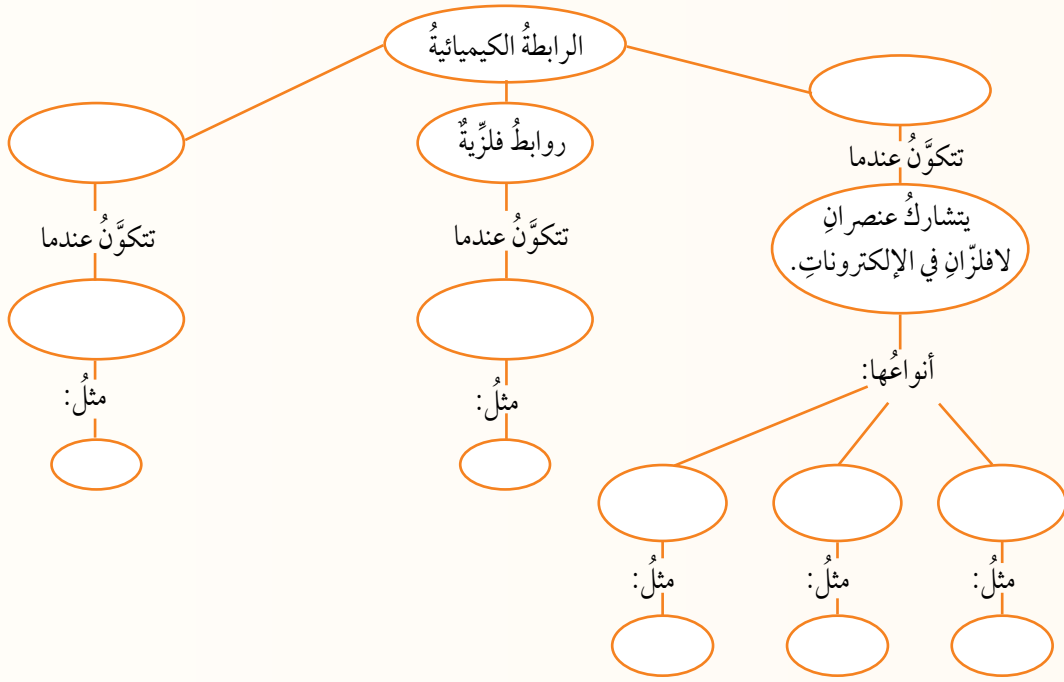 الرابطةُ الكيميائيةُ
روابطُ فلزِّيةٌ
تتكوَّنُ عندما
يتشاركُ عنصرانِ
لافلزّانِ في الإلكتروناتِ.
تتكوَّنُ عندما
تتكوَّنُ عندما
أنواعُها:
مثلُ:
مثلُ:
مثلُ:
مثلُ:
مثلُ: